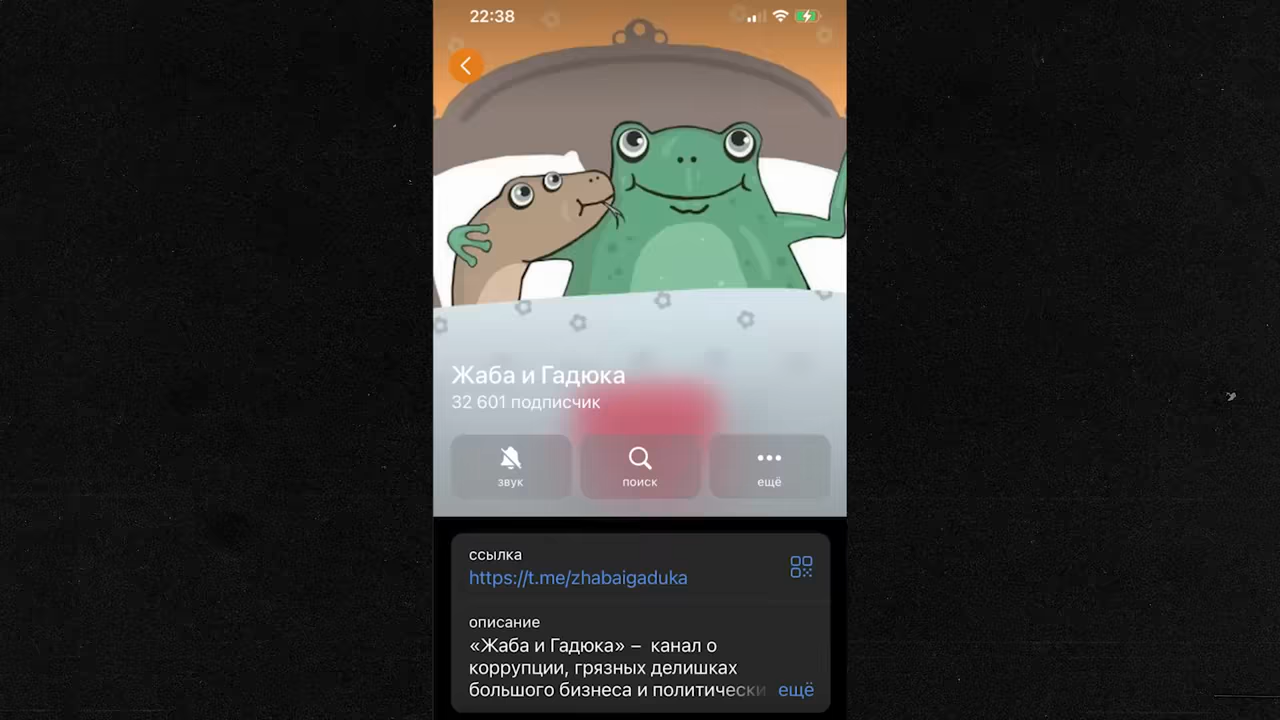 22:38
Жаба и Гадюка
32 601 подписчик
звук
поиск
ещё
ссылка
https://t.me/zhabaigaduka
описание
«Жаба и Гадюка» – канал о
коррупции, грязных делишках
большого бизнеса и политически ещё